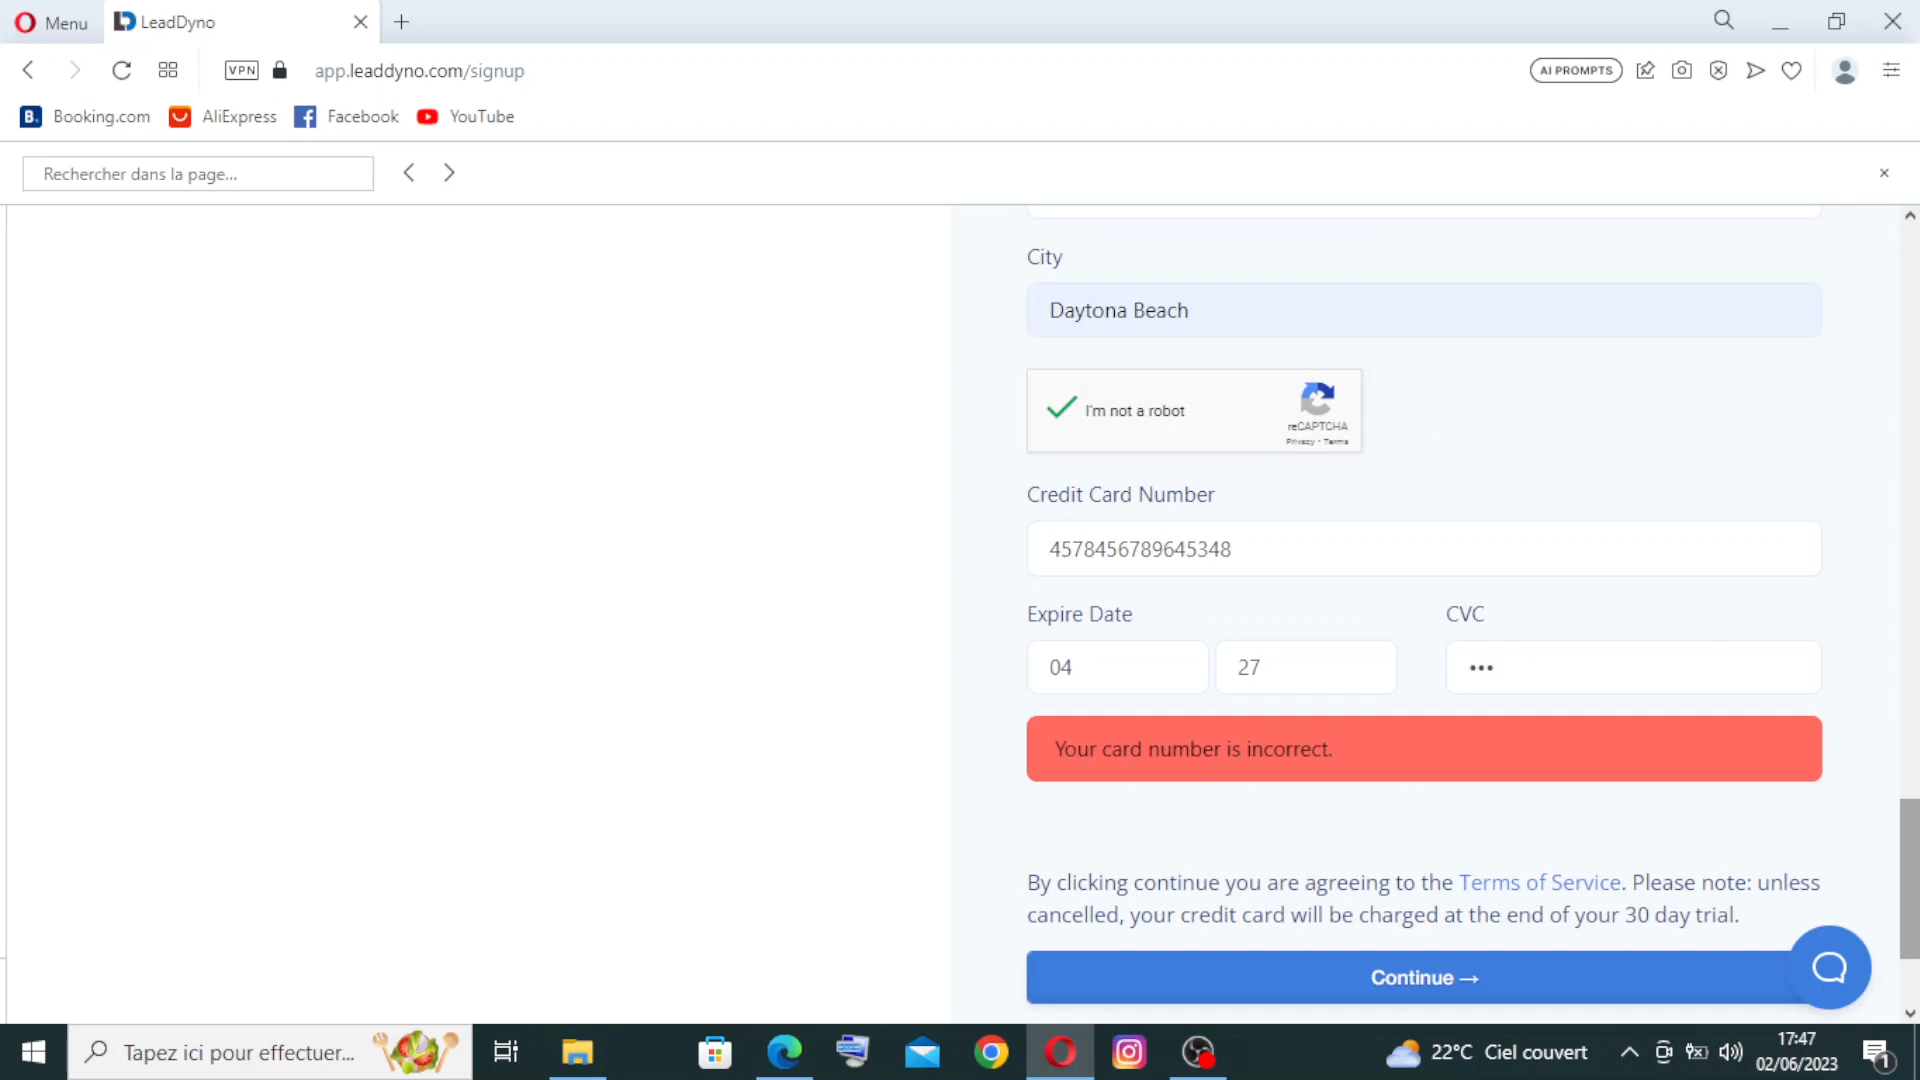 Menu
LeadDyno
VPN
app.leaddyno.com/signup
AI PROMPTS
B.
Booking.com
AliExpress
Facebook
YouTube
Rechercher dans la page...
City
Daytona Beach
I'm not a robot
reCAPTCHA
Privacy - Terms
Credit Card Number
4578456789645348
Expire Date
CVC
04
27
•••
Your card number is incorrect.
By clicking continue you are agreeing to the Terms of Service. Please note: unless
cancelled, your credit card will be charged at the end of your 30 day trial.
Continue →
Tapez ici pour effectuer...
22°C Ciel couvert
17:47
02/06/2023
1